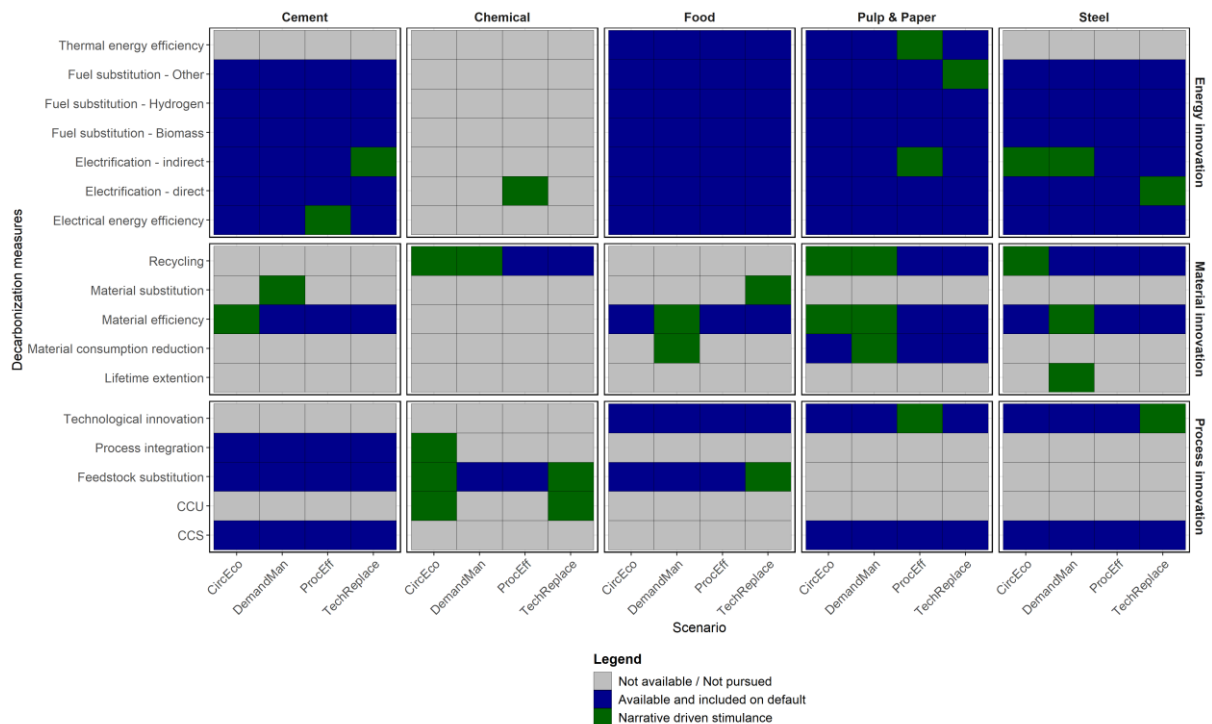 Cement
Chemical
Food
Pulp & Paper
Steel
Decarbonization measures
Thermal energy efficiency
Fuel substitution - Other
Fuel substitution - Hydrogen
Fuel substitution - Biomass
Electrification - indirect
Electrification - direct
Electrical energy efficiency
Energy innovation
Recycling
Material substitution
Material efficiency
Material consumption reduction
Lifetime extention
Material innovation
Technological innovation
Process integration
Feedstock substitution
CCU
CCS
Process innovation
CircEco
DemandMan
ProcEff
TechReplace
CircEco
DemandMan
ProcEff
TechReplace
CircEco
DemandMan
ProcEff
TechReplace
CircEco
DemandMan
ProcEff
TechReplace
CircEco
DemandMan
ProcEff
TechReplace
Scenario
Legend
Not available / Not pursued
Available and included on default
Narrative driven stimulance